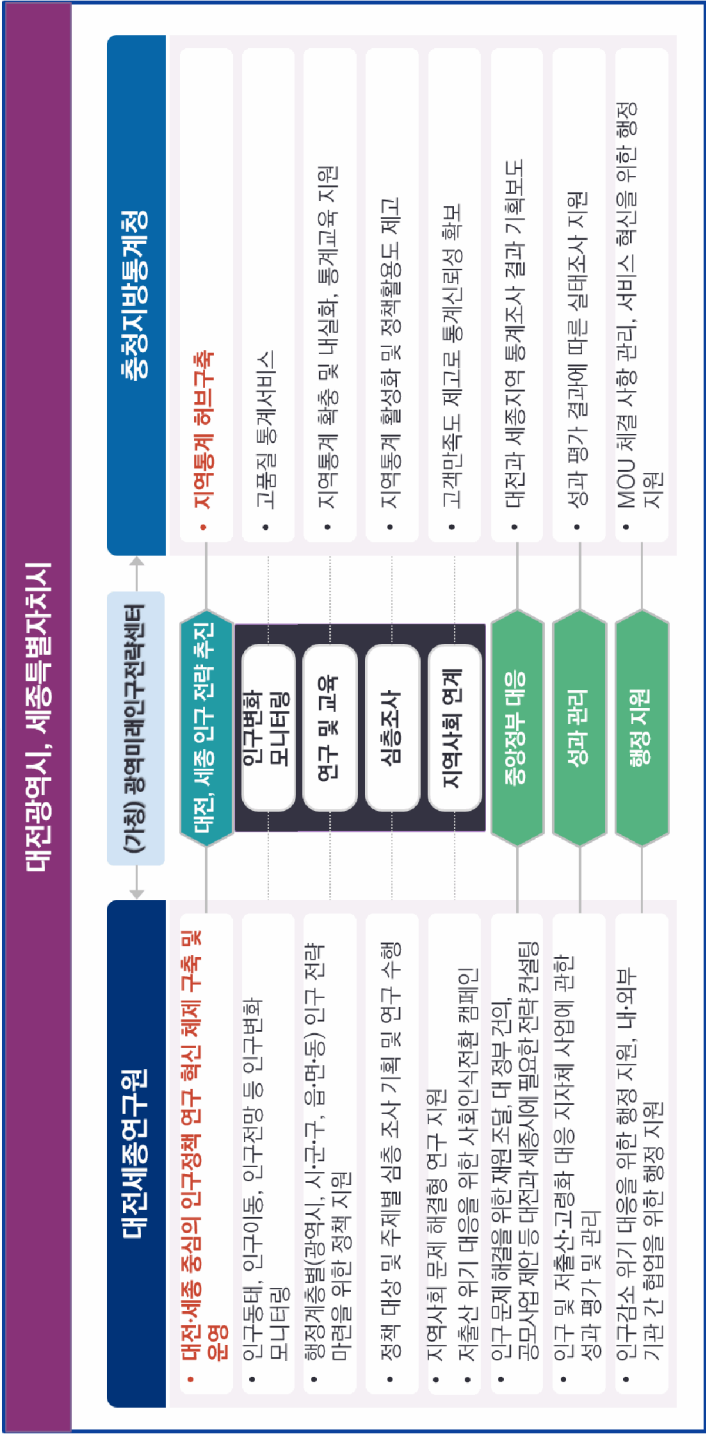 대전광역시, 세종특별자치시
대전세종연구원
(가칭) 광역미래인구전략센터
충청지방통계청
• 대전·세종 중심의 인구정책 연구 혁신 체제 구축 및
운영
대전, 세종 인구 전략 추진
• 지역통계 허브구축
• 인구동태, 인구이동, 인구전망 등 인구변화
모니터링
인구변화
모니터링
• 고품질 통계서비스
• 행정계층별(광역시, 시·군·구, 읍·면·동) 인구 전략
마련을 위한 정책 지원
연구 및 교육
• 지역통계 확충 및 내실화, 통계교육 지원
• 정책 대상 및 주제별 심층 조사 기획 및 연구 수행
심층조사
• 지역통계 활성화 및 정책활용도 제고
• 지역사회 문제 해결형 연구 지원
• 저출산 위기 대응을 위한 사회인식전환 캠페인
지역사회 연계
• 고객만족도 제고로 통계신뢰성 확보
• 인구 문제 해결을 위한 재원 조달, 대 정부 건의,
공모사업 제안 등 대전과 세종시에 필요한 전략 컨설팅
중앙정부 대응
• 대전과 세종지역 통계조사 결과 기획보도
• 인구 및 저출산·고령화 대응 지자체 사업에 관한
성과 평가 및 관리
성과 관리
• 성과 평가 결과에 따른 실태조사 지원
• 인구감소 위기 대응을 위한 행정 지원, 내·외부
기관 간 협업을 위한 행정 지원
행정 지원
• MOU 체결 사항 관리, 서비스 혁신을 위한 행정
지원